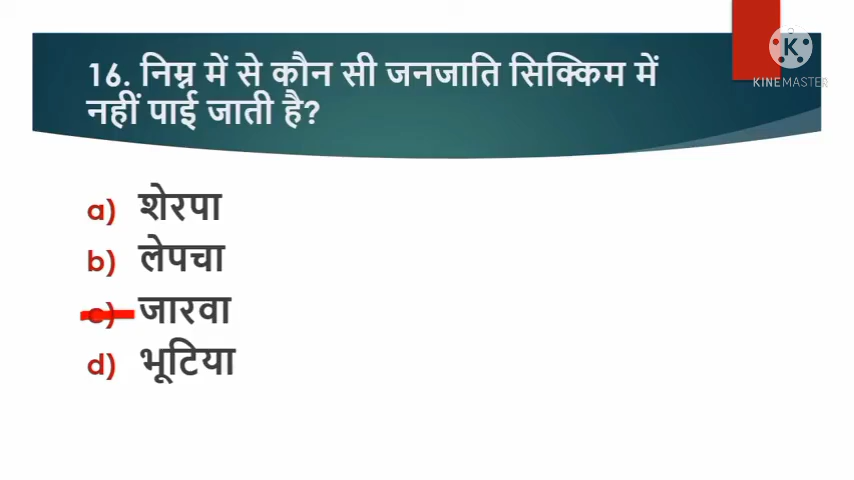 16. निम्न में से कौन सी जनजाति सिक्किम में
नहीं पाई जाती है?
a) शेरपा
b) लेपचा
c) जारवा
d) भूटिया
K
KINEMASTER